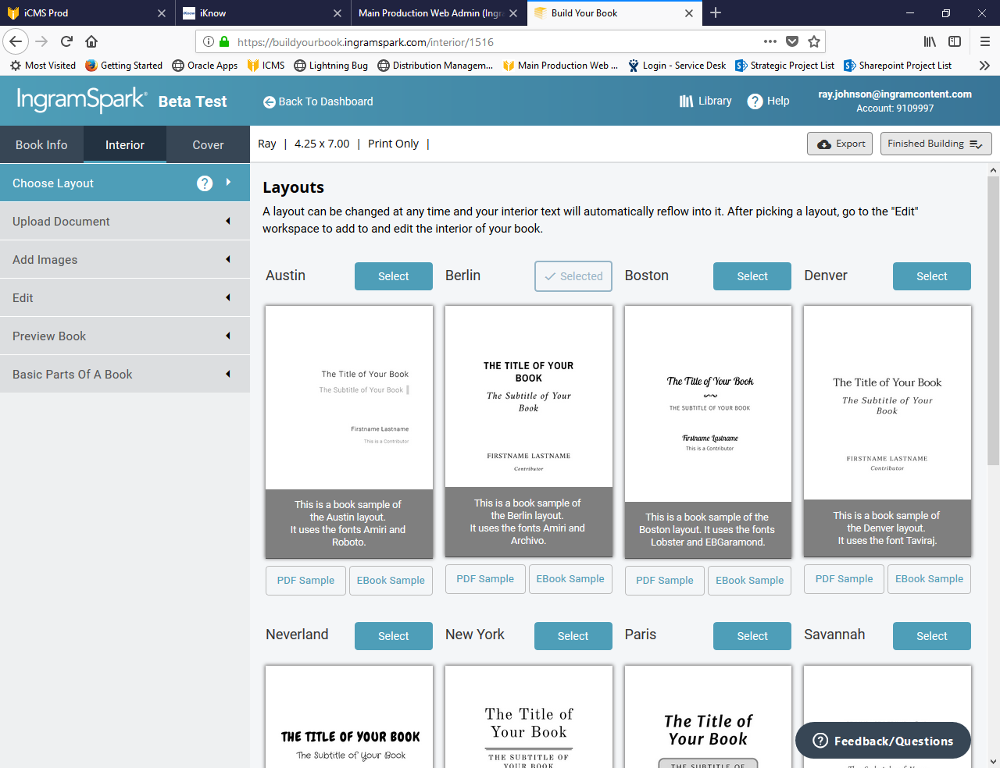 iCMS Prod
iKnow iKnow
Main Production Web Admin (Ingra
Build Your Book
https://buildyourbook.ingramspark.com/interior/1516
Most Visited Getting Started Oracle Apps ICMS Lightning Bug Distribution Managem... Main Production Web ... Login - Service Desk Strategic Project List Sharepoint Project List
IngramSpark® Beta Test Back To Dashboard Library ? Help
ray.johnson@ingramcontent.com
Account: 9109997
Book Info Interior Cover
Ray | 4.25 x 7.00 | Print Only |
Export Finished Building
Choose Layout ?
Upload Document
Add Images
Edit
Preview Book
Basic Parts Of A Book
Layouts
A layout can be changed at any time and your interior text will automatically reflow into it. After picking a layout, go to the "Edit"
workspace to add to and edit the interior of your book.
Austin Select
The Title of Your Book
The Subtitle of Your Book
Firstname Lastname
This is a Contributor
This is a book sample of
the Austin layout.
It uses the fonts Amiri and
Roboto.
PDF Sample EBook Sample
Berlin Selected
THE TITLE OF YOUR
BOOK
The Subtitle of Your
Book
FIRSTNAME LASTNAME
Contributor
This is a book sample of
the Berlin layout.
It uses the fonts Amiri and
Archivo.
PDF Sample EBook Sample
Boston Select
The Title of Your Book
THE SUBTITLE OF YOUR BOOK
Firstname Lastname
This is a Contributor
This is a book sample of the
Boston layout. It uses the fonts
Lobster and EBGaramond.
PDF Sample EBook Sample
Denver Select
The Title of Your Book
The Subtitle of Your
Book
FIRSTNAME LASTNAME
Contributor
This is a book sample of
the Denver layout.
It uses the font Taviraj.
PDF Sample EBook Sample
Neverland Select
THE TITLE OF YOUR BOOK
The Subtitle of Your Book
New York Select
The Title of
Your Book
THE SUBTITLE OF
YOUR BOOK
Paris Select
The Title of
Your Book
THE SUBTITLE OF
Savannah Select
? Feedback/Questions